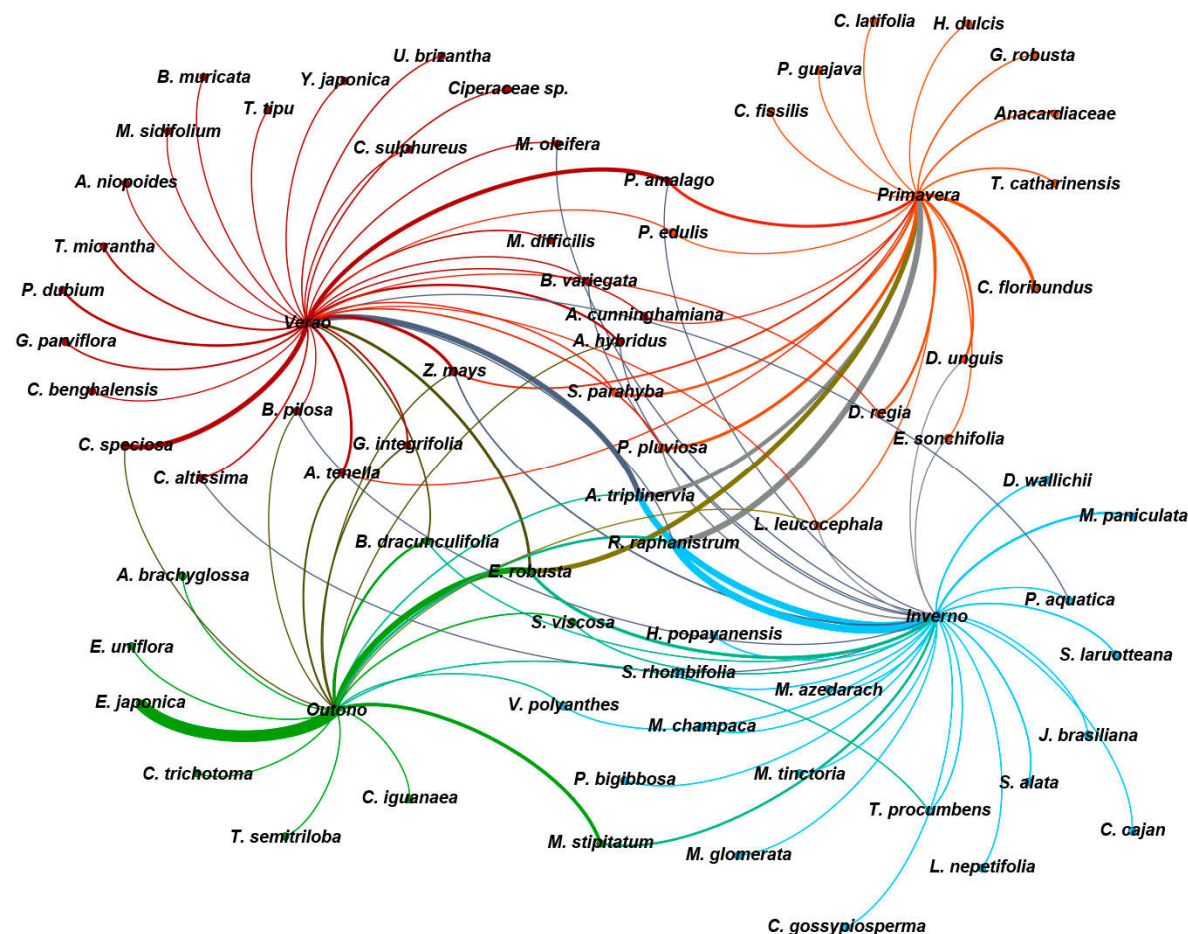 C. latifolia
H. dulcis
U. brizantha
G. robusta
B. muricata
Y. japonica
P. guajava
Ciperaceae sp.
T. tipu
C. fissilis
Anacardiaceae
M. sidifolium
C. sulphureus
M. oleifera
A. niopoides
P. amalago
T. catharinensis
Primavera
P. edulis
T. micrantha
M. difficilis
B. variegata
P. dubium
C. floribundus
A. cunninghamiana
Verao
G. parviflora
A. hybridus
D. unguis
Z. mays
C. benghalensis
S. parahyba
B. pilosa
D. regia
E. sonchifolia
C. speciosa
G. integrifolia
P. pluviosa
A. tenella
C. altissima
D. wallichii
A. triplinervia
M. paniculata
L. leucocephala
B. dracunculifolia
R. raphanistrum
E. robusta
A. brachyglossa
P. aquatica
Inverno
S. viscosa
H. popayanensis
E. uniflora
S. laruotteana
S. rhombifolia
M. azedarach
E. japonica
Outono
V. polyanthes
M. champaca
J. brasiliana
C. trichotoma
M. tinctoria
P. bigibbosa
S. alata
C. iguanaea
T. procumbens
C. cajan
T. semitriloba
M. stipitatum
M. glomerata
L. nepetifolia
C. gossypiosperma